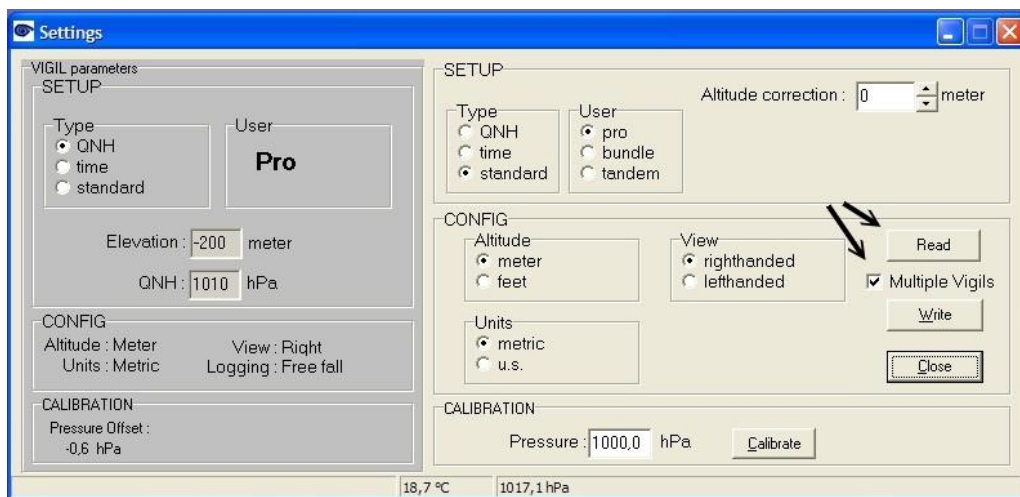 Settings
VIGIL parameters
SETUP
Type
QNH
time
standard
User
Pro
Elevation : -200 meter
QNH : 1010 hPa
CONFIG
Altitude : Meter View : Right
Units : Metric Logging : Free fall
CALIBRATION
Pressure Offset :
-0,6 hPa
SETUP
Type
QNH
time
standard
User
pro
bundle
tandem
Altitude correction : 0 meter
CONFIG
Altitude
meter
feet
View
righthanded
lefthanded
Units
metric
u.s.
Read
Multiple Vigils
Write
Close
CALIBRATION
Pressure : 1000,0 hPa Calibrate
18,7 °C 1017,1 hPa